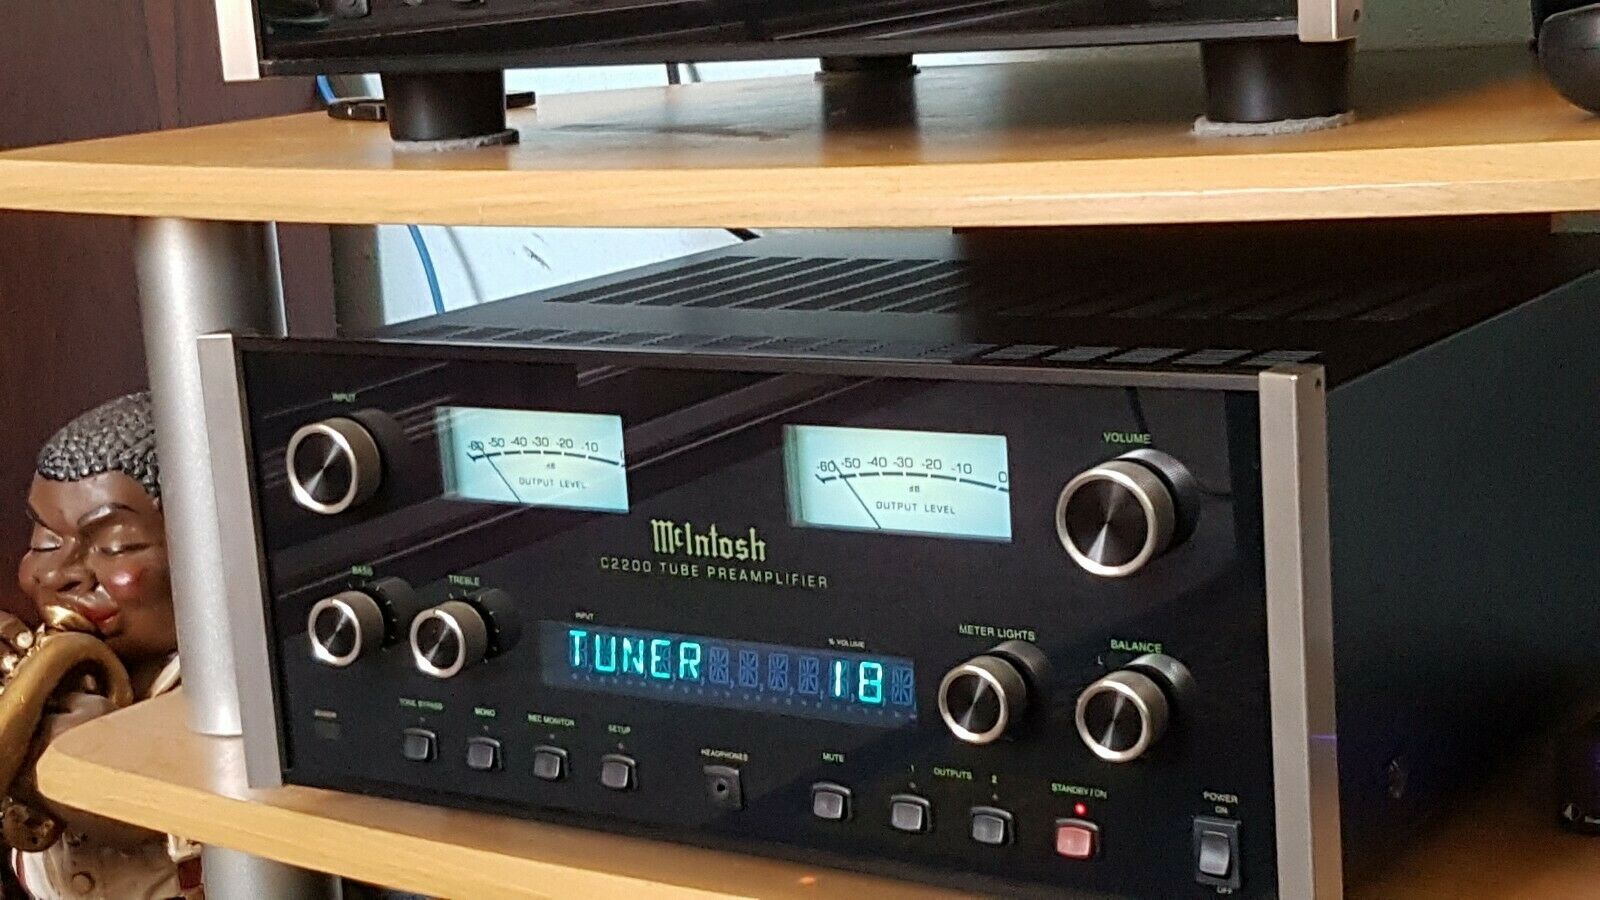 INPUT
-60 -50 -40 -30 -20 -10 0
dB
OUTPUT LEVEL
-60 -50 -40 -30 -20 -10 0
dB
OUTPUT LEVEL
VOLUME
McIntosh
C2200 TUBE PREAMPLIFIER
BASS
TREBLE
INPUT
% VOLUME
TUNER 18
METER LIGHTS
BALANCE
L R
TONE BYPASS
MONO
REC MONITOR
SETUP
HEADPHONES
MUTE
1 OUTPUTS 2
STANDBY / ON
POWER
ON
OFF